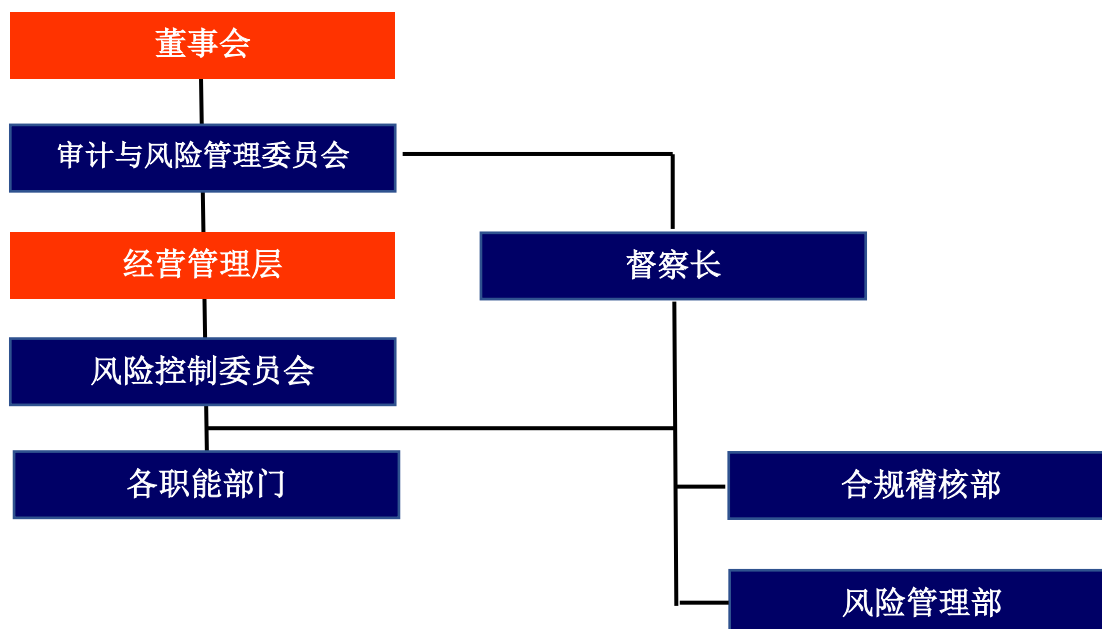 董事会
审计与风险管理委员会
经营管理层
督察长
风险控制委员会
各职能部门
合规稽核部
风险管理部